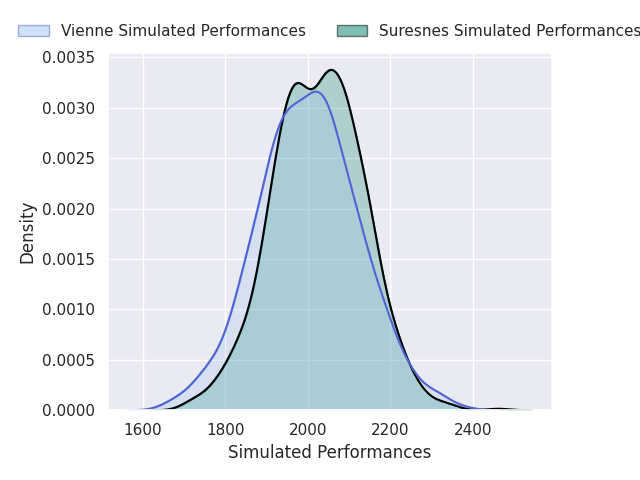 Vienne Simulated Performances Suresnes Simulated Performances
0.0035
0.0030
0.0025
0.0020
0.0015
0.0010
0.0005
0.0000
Density
1600 1800 2000 2200 2400
Simulated Performances